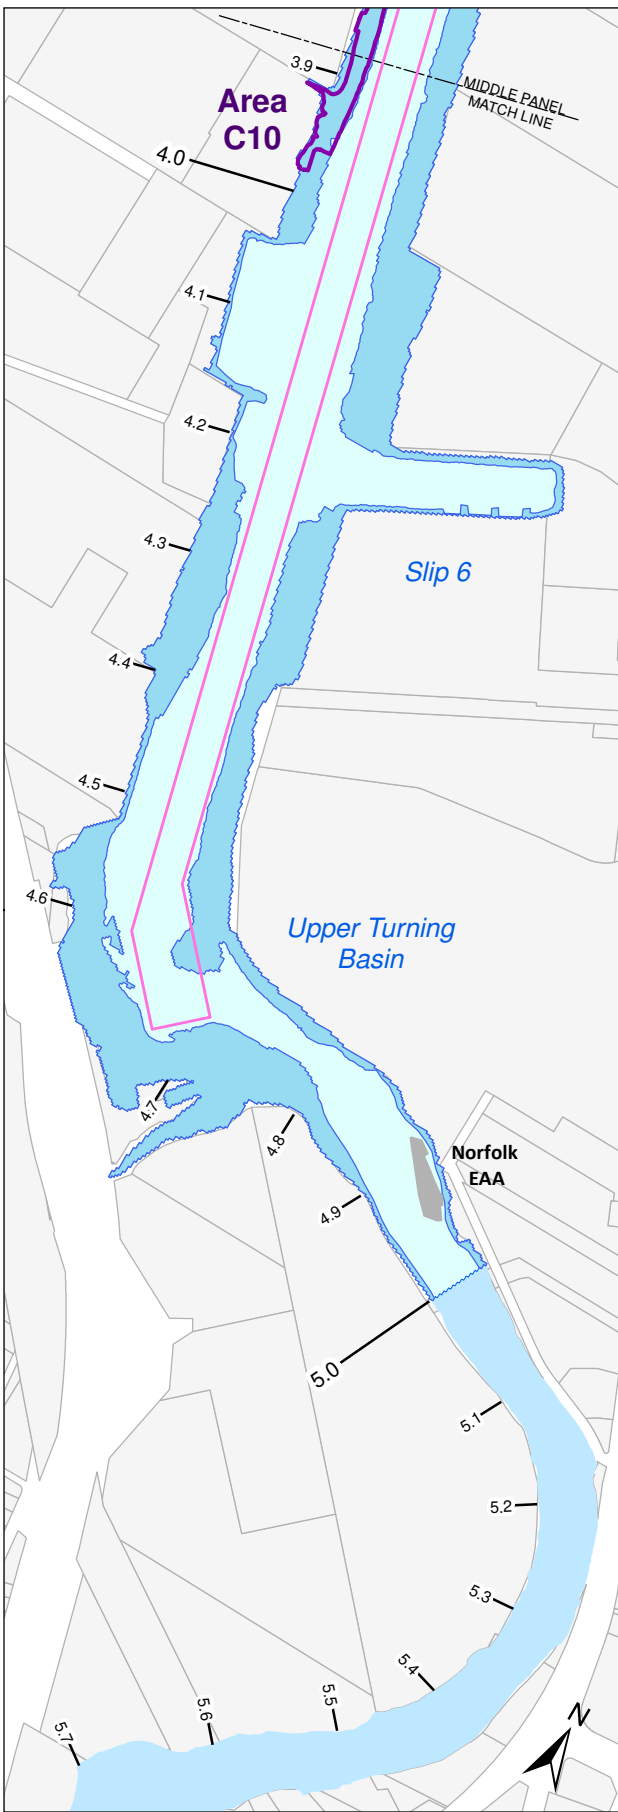 3.9
MIDDLE PANEL
MATCH LINE
Area
C10
4.0
4.1
4.2
4.3
Slip 6
4.4
4.5
4.6
Upper Turning
Basin
4.7
4.8
Norfolk
EAA
4.9
5.0
5.1
5.2
5.3
5.4
5.5
5.6
5.7
N